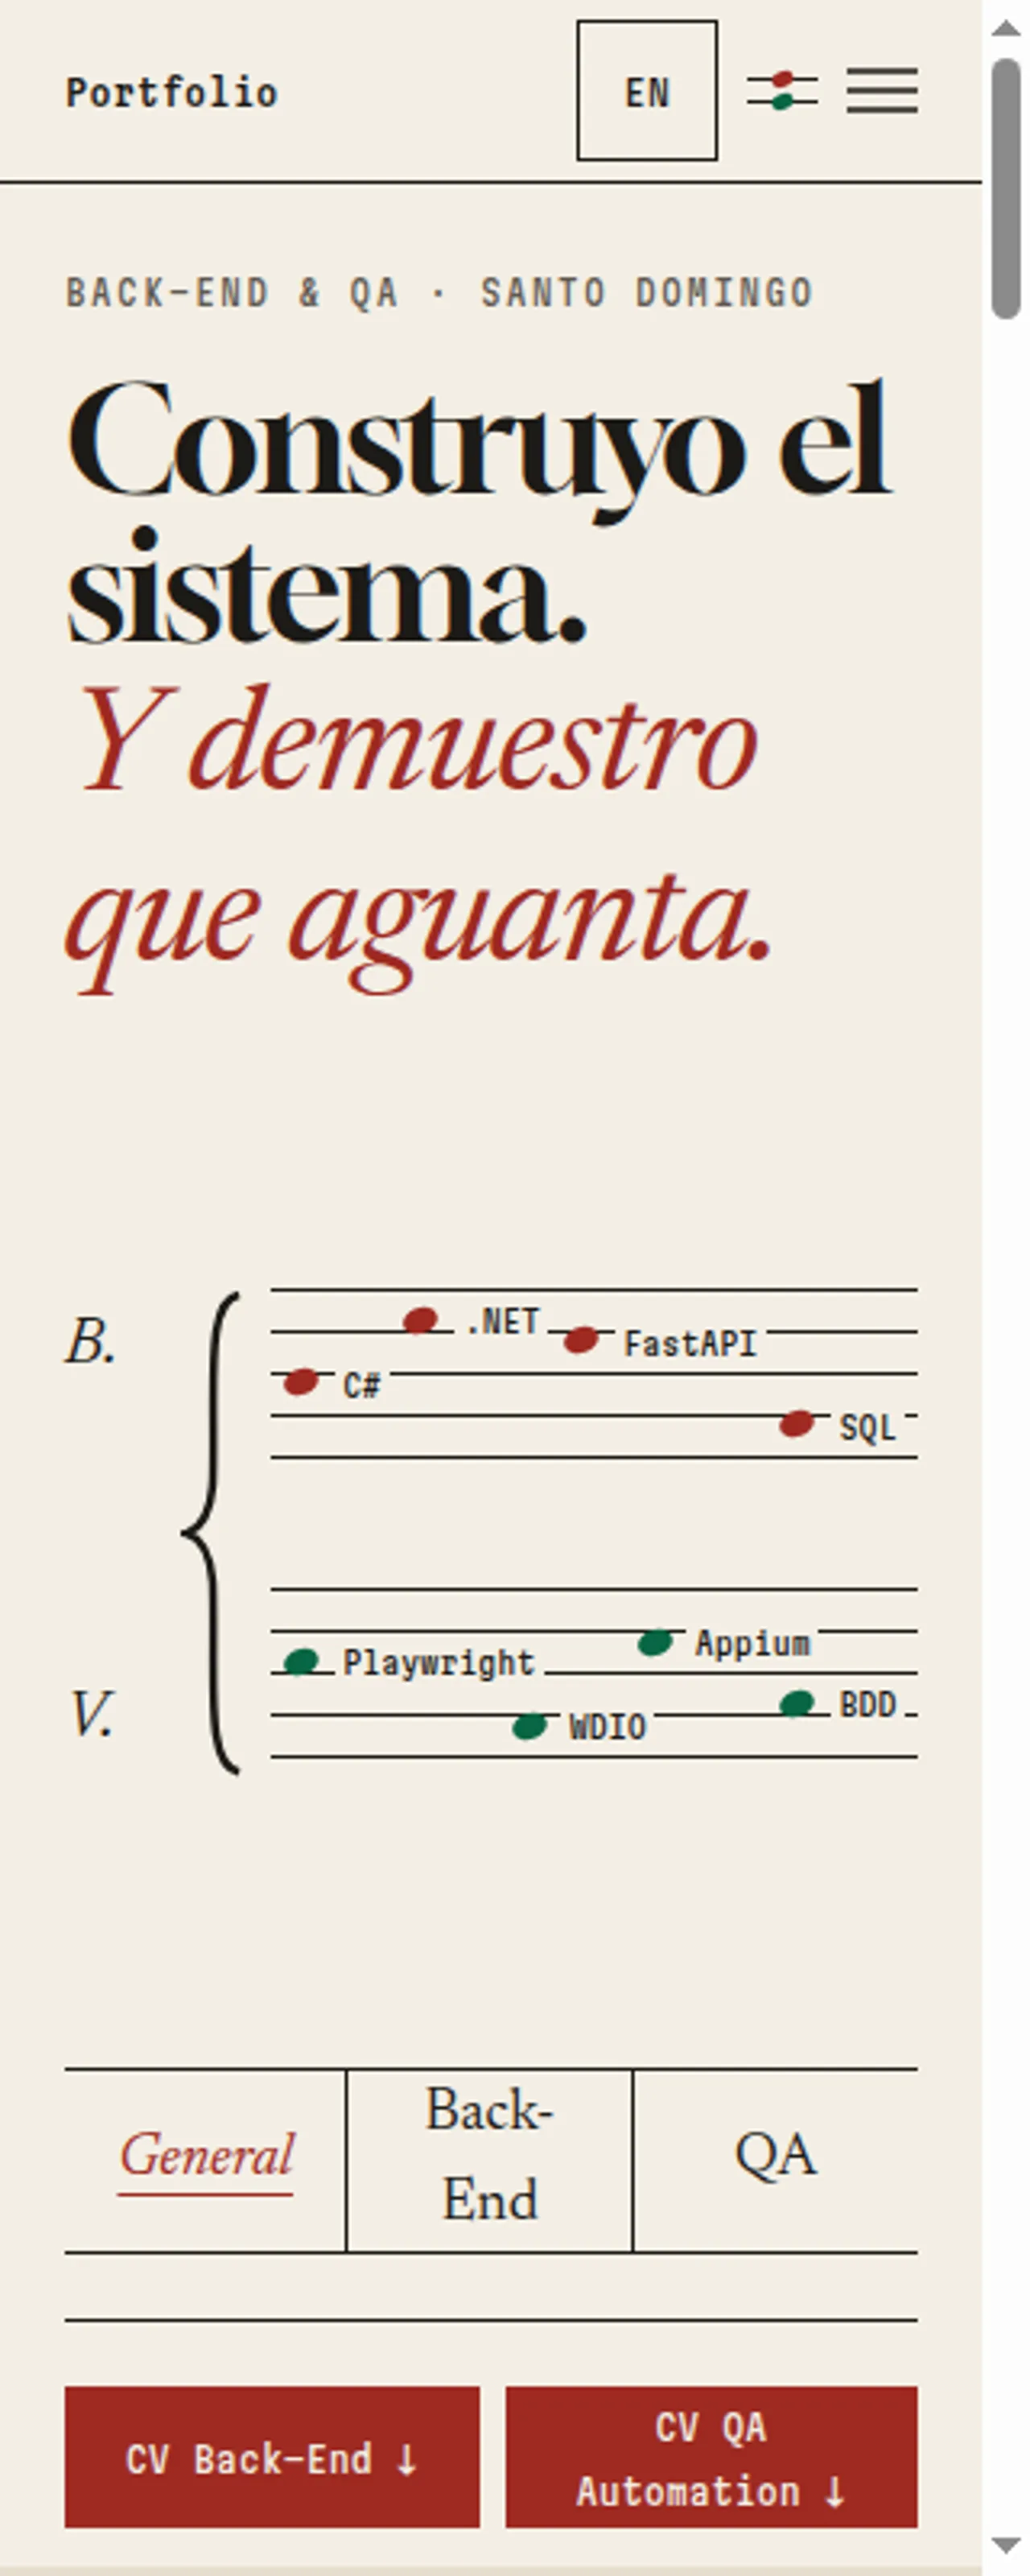 Portfolio
EN
BACK-END & QA · SANTO DOMINGO
Construyo el
sistema.
Y demuestro
que aguanta.
B.
.NET
FastAPI
C#
SQL
Appium
Playwright
BDD
V.
WDIO
General
Back-
End
QA
CV Back-End ↓
CV QA
Automation ↓